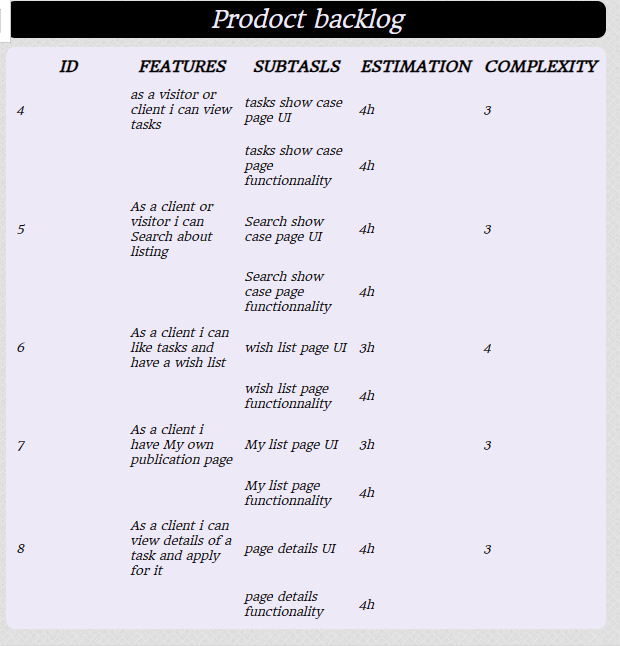 Prodoct backlog
ID FEATURES SUBTASLS ESTIMATION COMPLEXITY
4 as a visitor or client i can view tasks tasks show case page UI 4h 3
tasks show case page functionnality 4h
5 As a client or visitor i can Search about listing Search show case page UI 4h 3
Search show case page functionnality 4h
6 As a client i can like tasks and have a wish list wish list page UI 3h 4
wish list page functionnality 4h
7 As a client i have My own publication page My list page UI 3h 3
My list page functionnality 4h
8 As a client i can view details of a task and apply for it page details UI 4h 3
page details functionality 4h